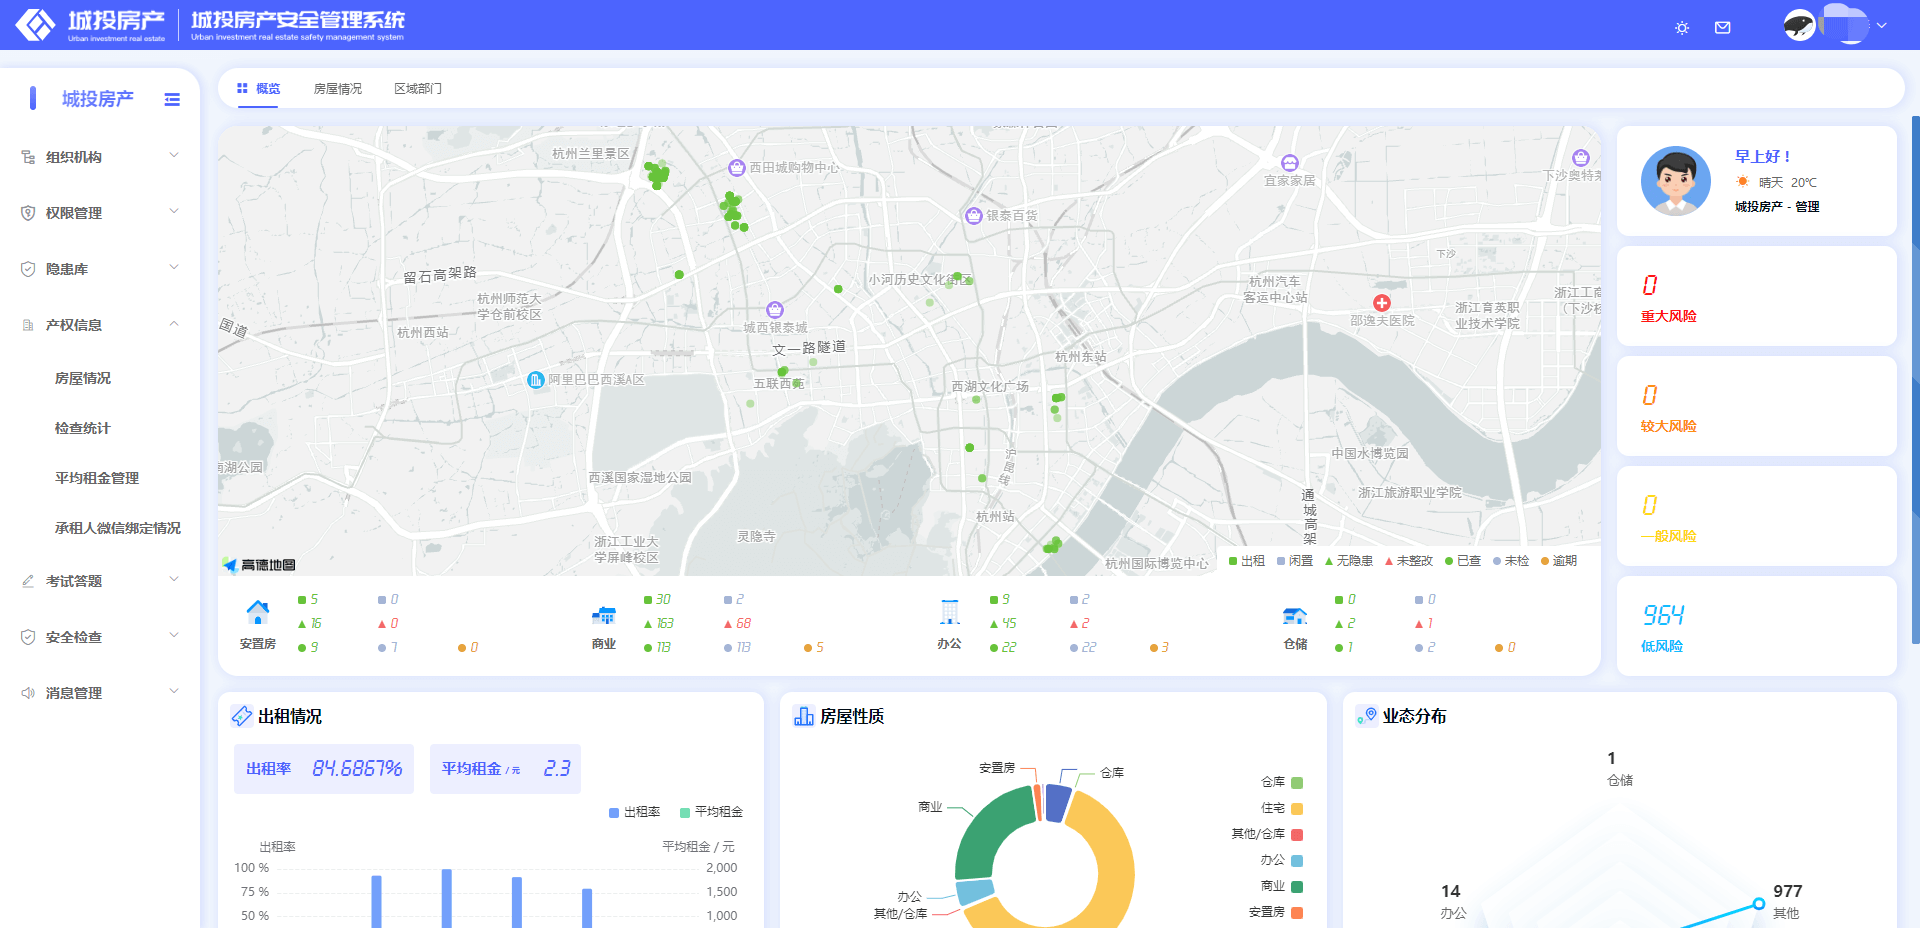 城投房产
Urban investment real estate
城投房产安全管理系统
Urban investment real estate safety management system
城投房产
组织机构
权限管理
隐患库
产权信息
房屋情况
检查统计
平均租金管理
承租人微信绑定情况
考试答题
安全检查
消息管理
概览
房屋情况
区域部门
杭州兰里景区
西田城购物中心
宜家家居
下沙奥特莱
银泰百货
下沙
留石高架路
小河历史文化街区
杭州汽车
客运中心站
杭州师范大
学仓前校区
浙江工商
(下沙校
浙江育英职
业技术学院
国道
杭州西站
城西银泰城
邵逸夫医院
文一路隧道
杭州东站
阿里巴巴西溪A区
五联西苑
西湖文化广场
南湖公园
西溪国家湿地公园
沪昆线
中国水博览园
浙江旅游职业学院
通城高架
杭州站
灵隐寺
浙江工业大
学屏峰校区
杭州国际博览中心
高德地图
出租 闲置 无隐患 未整改 已查 未检 逾期
安置房
5 0
16 0
9 7 0
商业
30 2
163 68
113 113 5
办公
9 2
45 2
22 22 3
仓储
0 0
2 1
1 2 0
早上好！
晴天 20℃
城投房产 - 管理
0
重大风险
0
较大风险
0
一般风险
964
低风险
出租情况
出租率 84.6867%
平均租金 / 元 2.3
出租率 平均租金
出租率 平均租金 / 元
100 % 2,000
75 % 1,500
50 % 1,000
房屋性质
安置房
仓库
商业
办公
其他/仓库
仓库
住宅
其他/仓库
办公
商业
安置房
业态分布
1
仓储
14
办公
977
其他